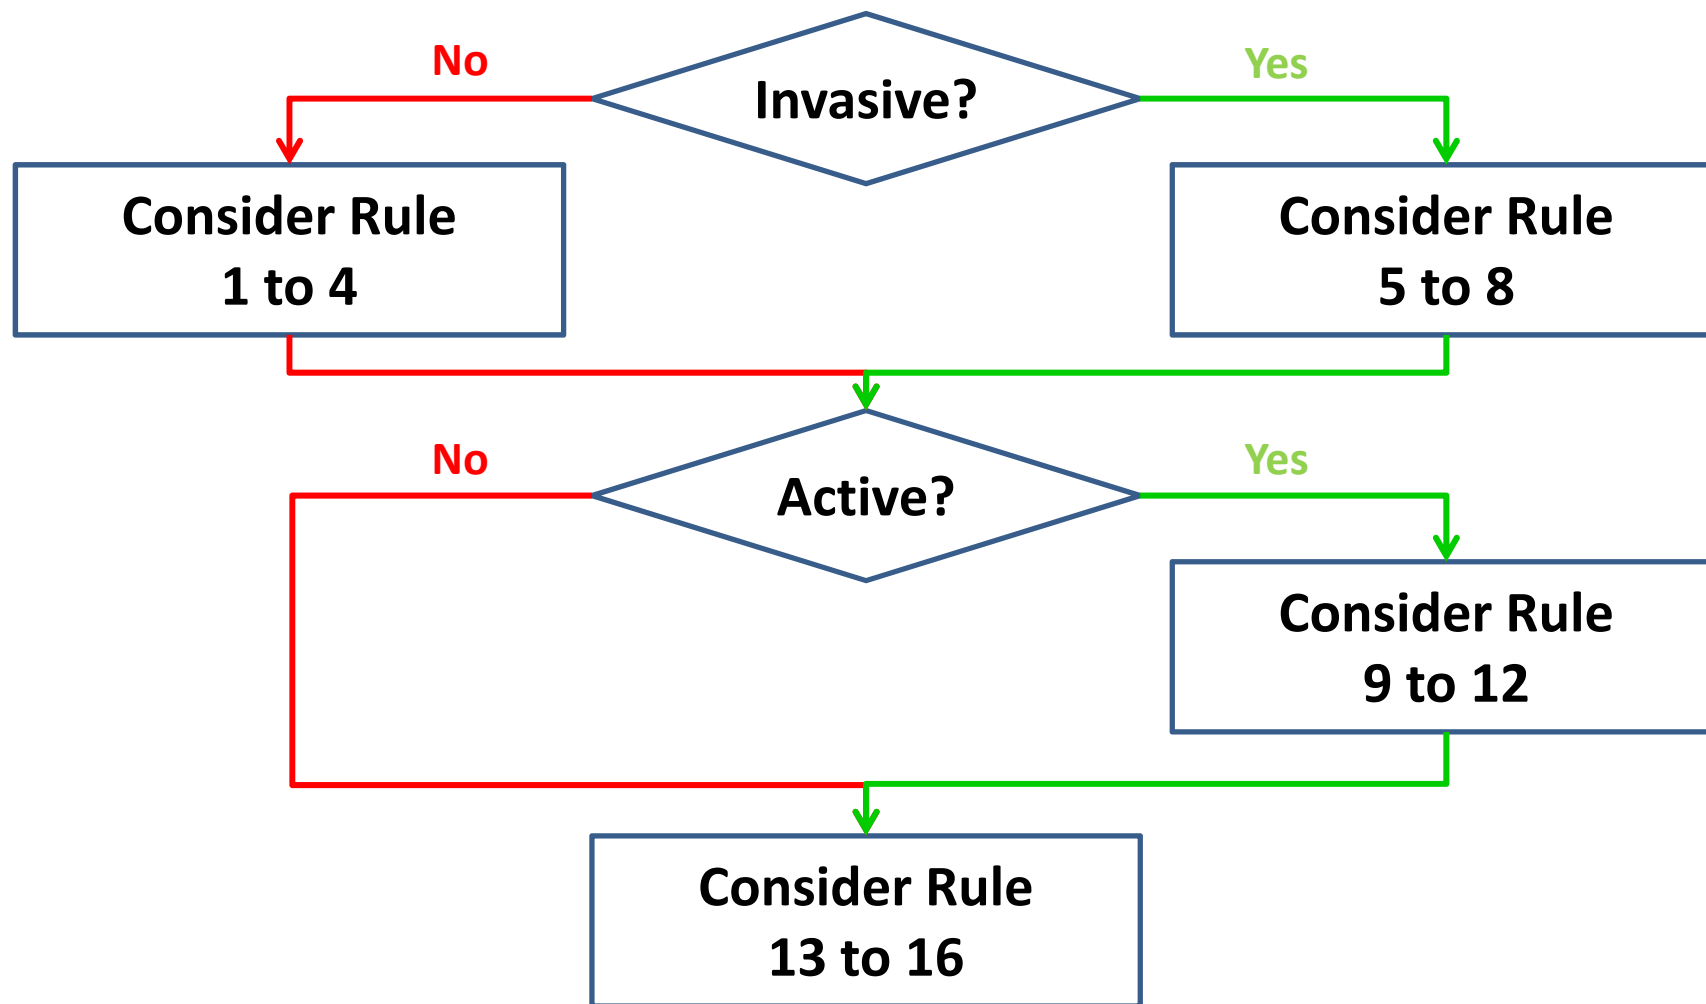 No
Invasive?
Yes
Consider Rule
1 to 4
Consider Rule
5 to 8
No
Active?
Yes
Consider Rule
9 to 12
Consider Rule
13 to 16